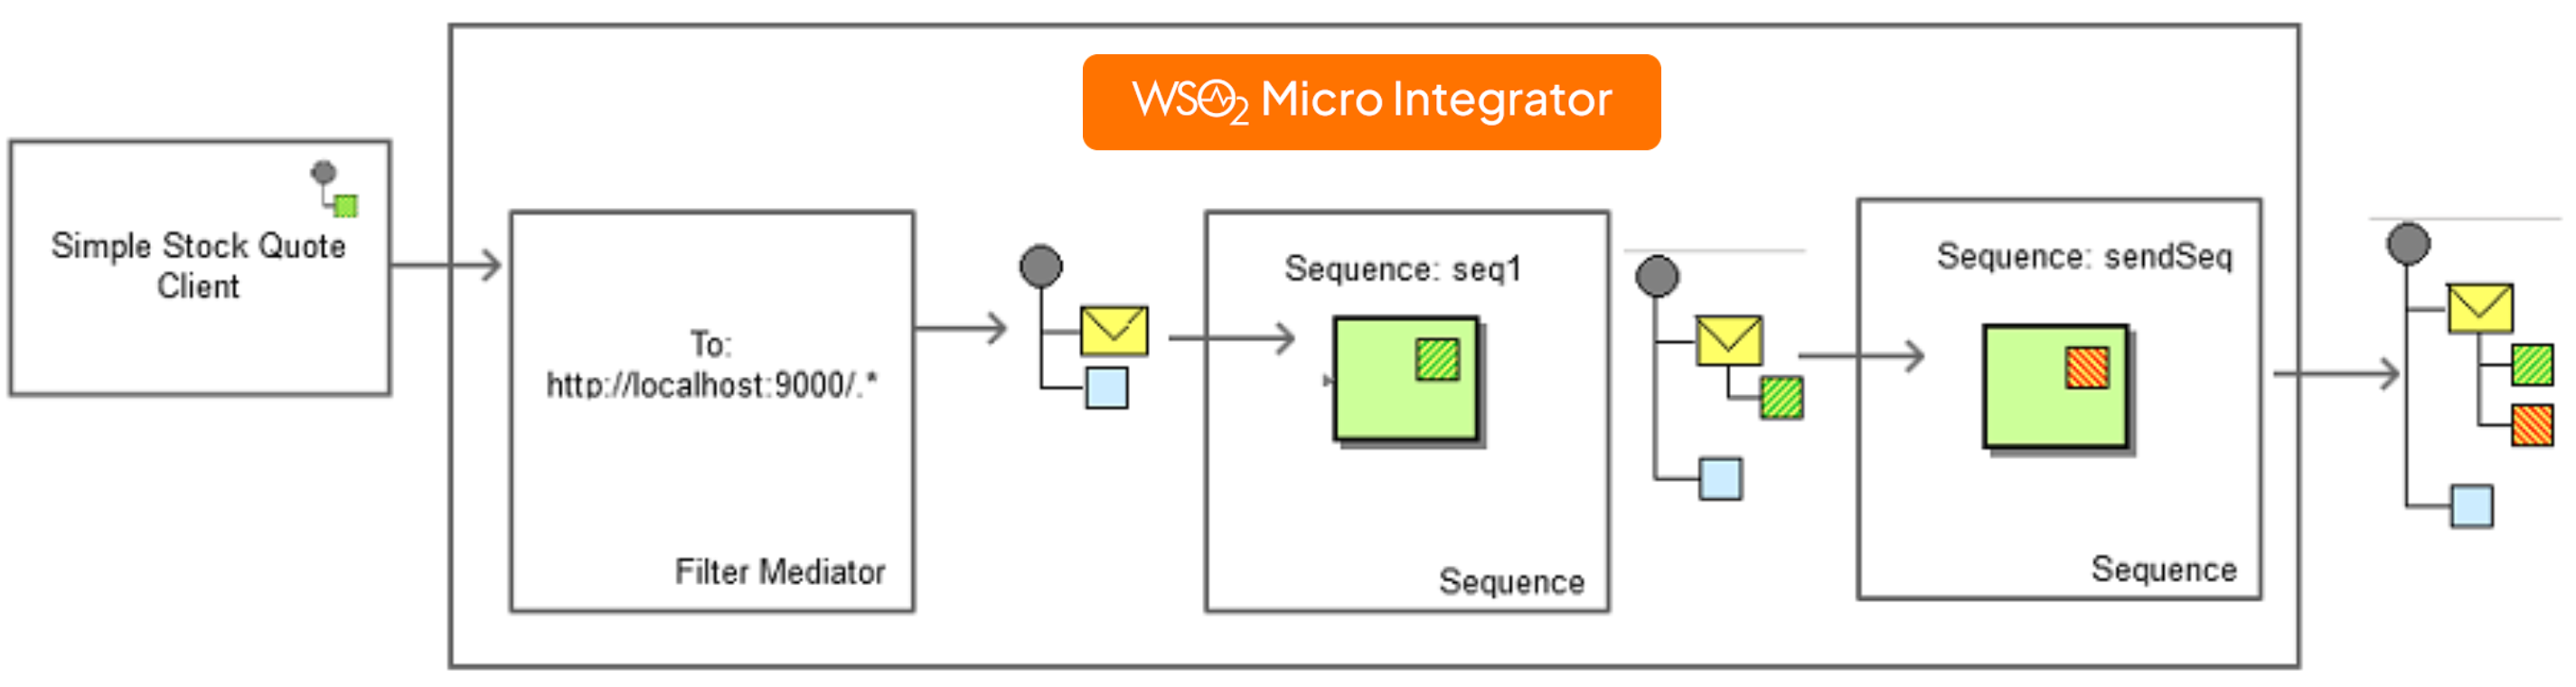 WSO2 Micro Integrator
Simple Stock Quote
Client
To:
http://localhost:9000/.*
Filter Mediator
Sequence: seq1
Sequence
Sequence: sendSeq
Sequence